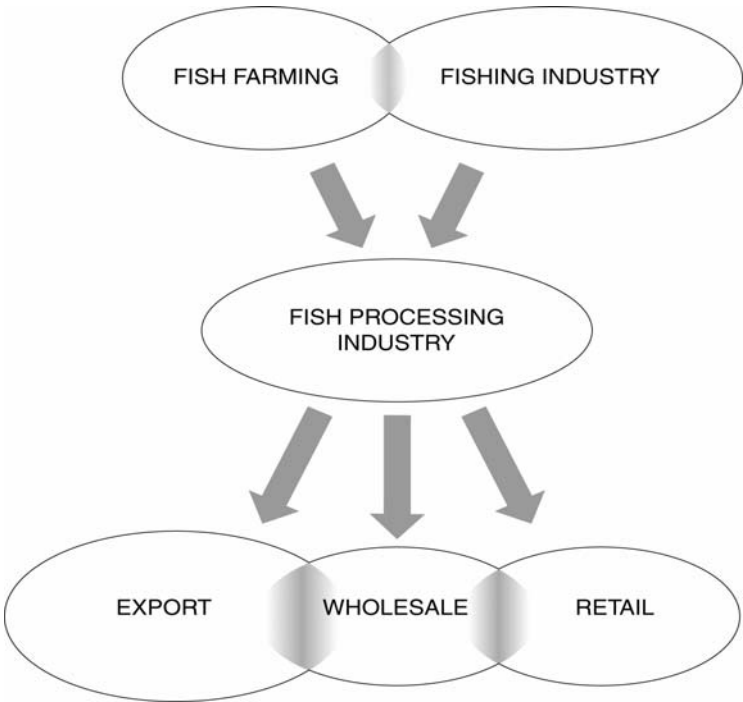 FISH FARMING
FISHING INDUSTRY
FISH PROCESSING
INDUSTRY
EXPORT
WHOLESALE
RETAIL